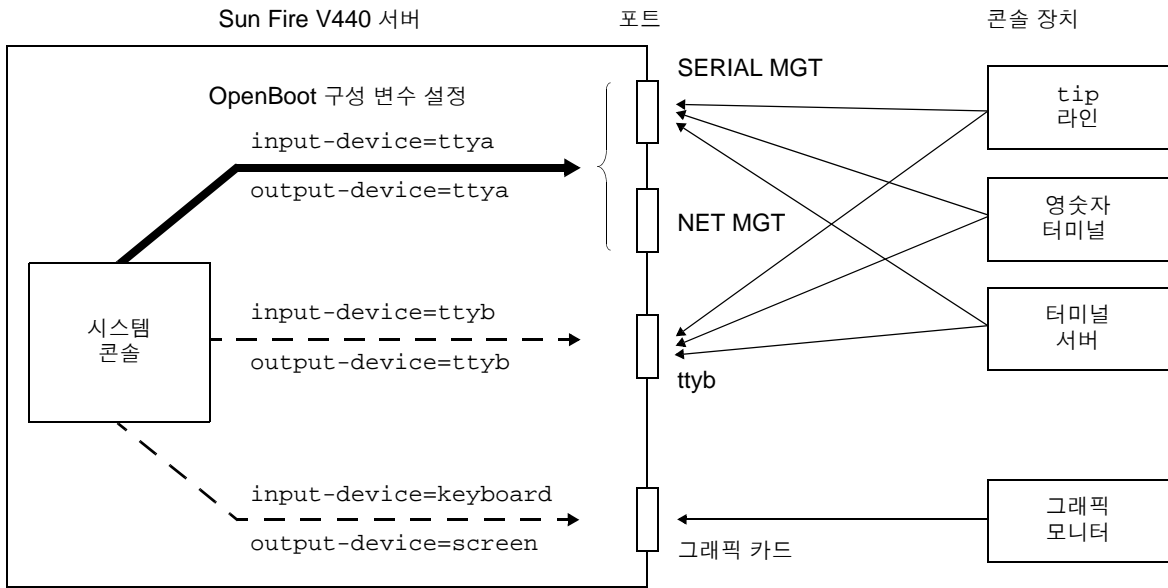 Sun Fire V440 서버
포트
콘솔 장치
OpenBoot 구성 변수 설정
input-device=ttya
output-device=ttya
시스템
콘솔
input-device=ttyb
output-device=ttyb
input-device=keyboard
output-device=screen
SERIAL MGT
NET MGT
ttyb
그래픽 카드
tip
라인
영숫자
터미널
터미널
서버
그래픽
모니터